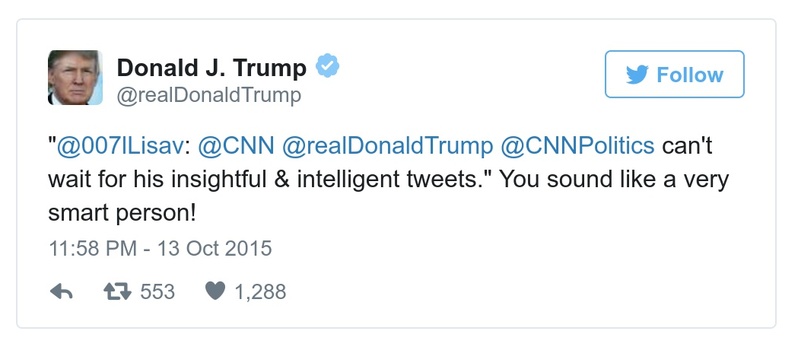 Donald J. Trump
@realDonaldTrump
Follow
"@007lLisav: @CNN @realDonaldTrump @CNNPolitics can't
wait for his insightful & intelligent tweets." You sound like a very
smart person!
11:58 PM - 13 Oct 2015
553 1,288